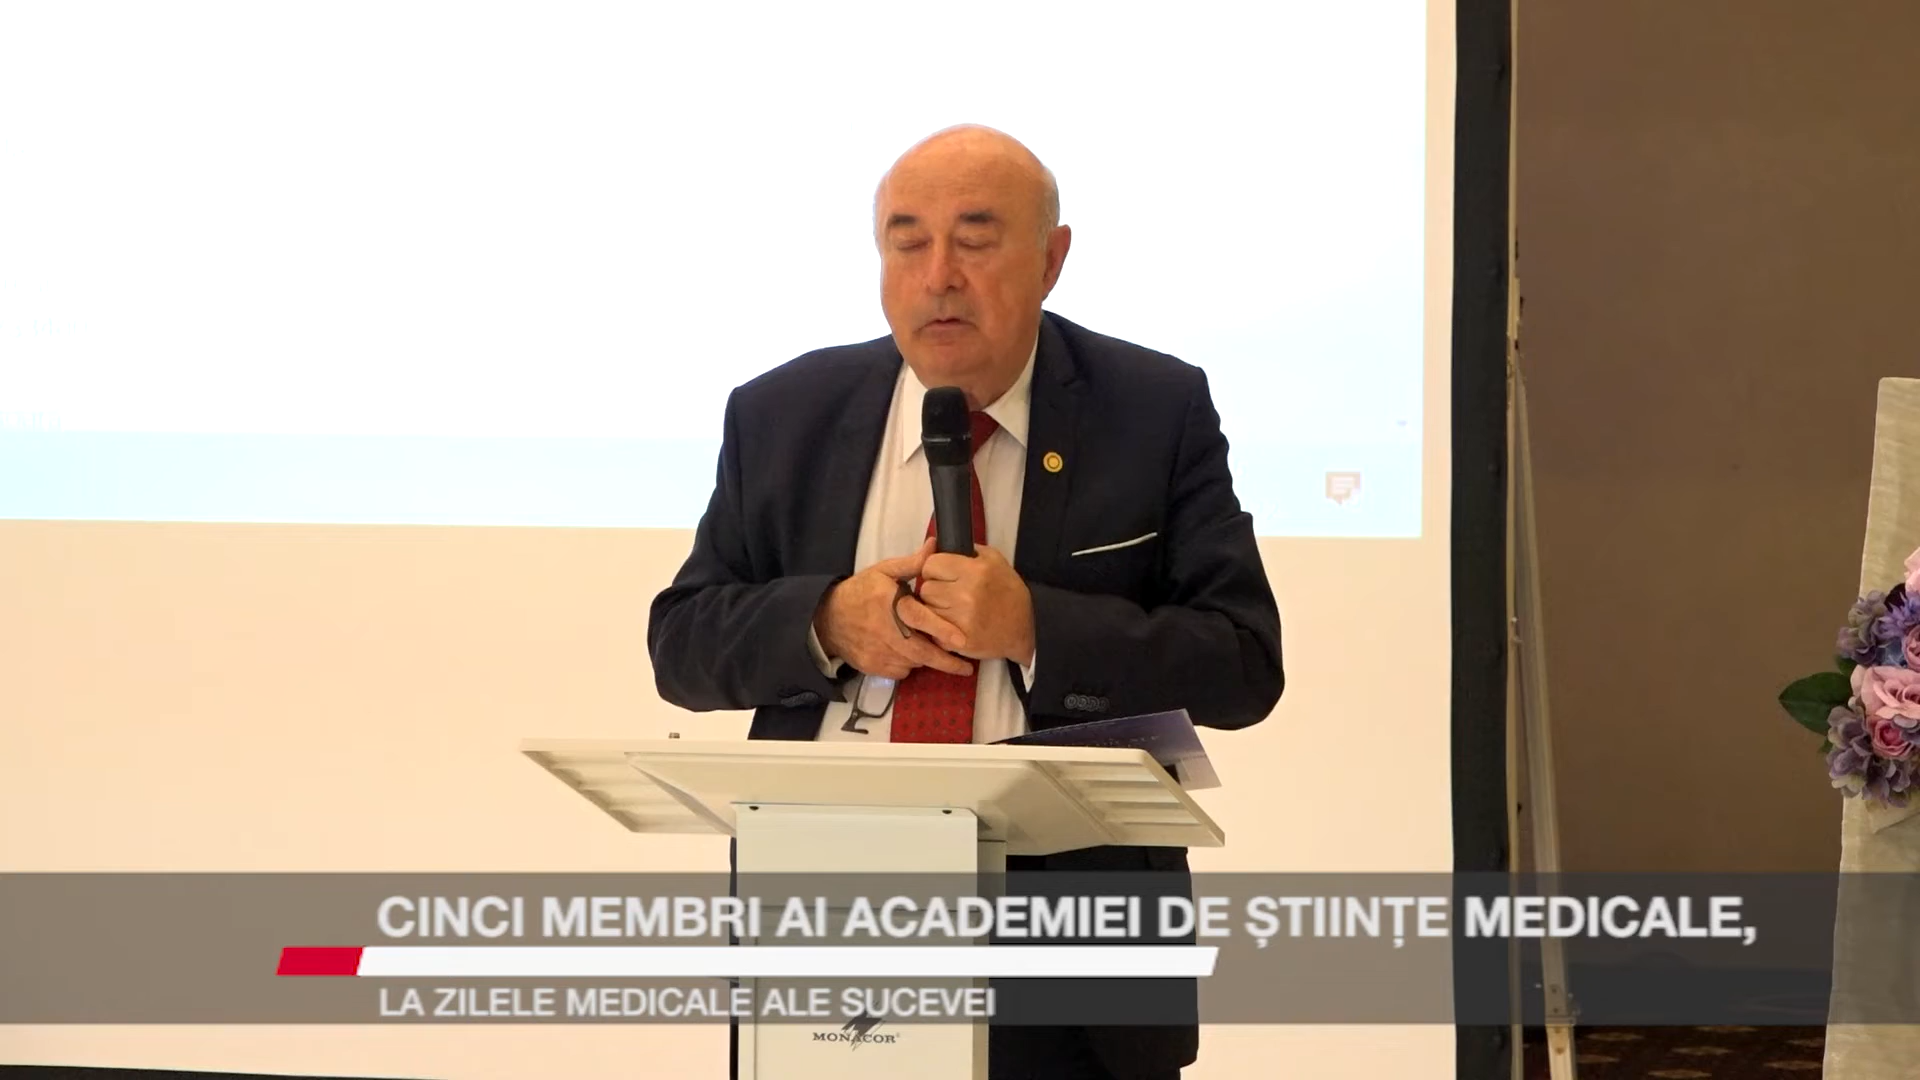 CINCI MEMBRI AI ACADEMIEI DE ȘTIINȚE MEDICALE,
LA ZILELE MEDICALE ALE SUCEVEI
MONACOR